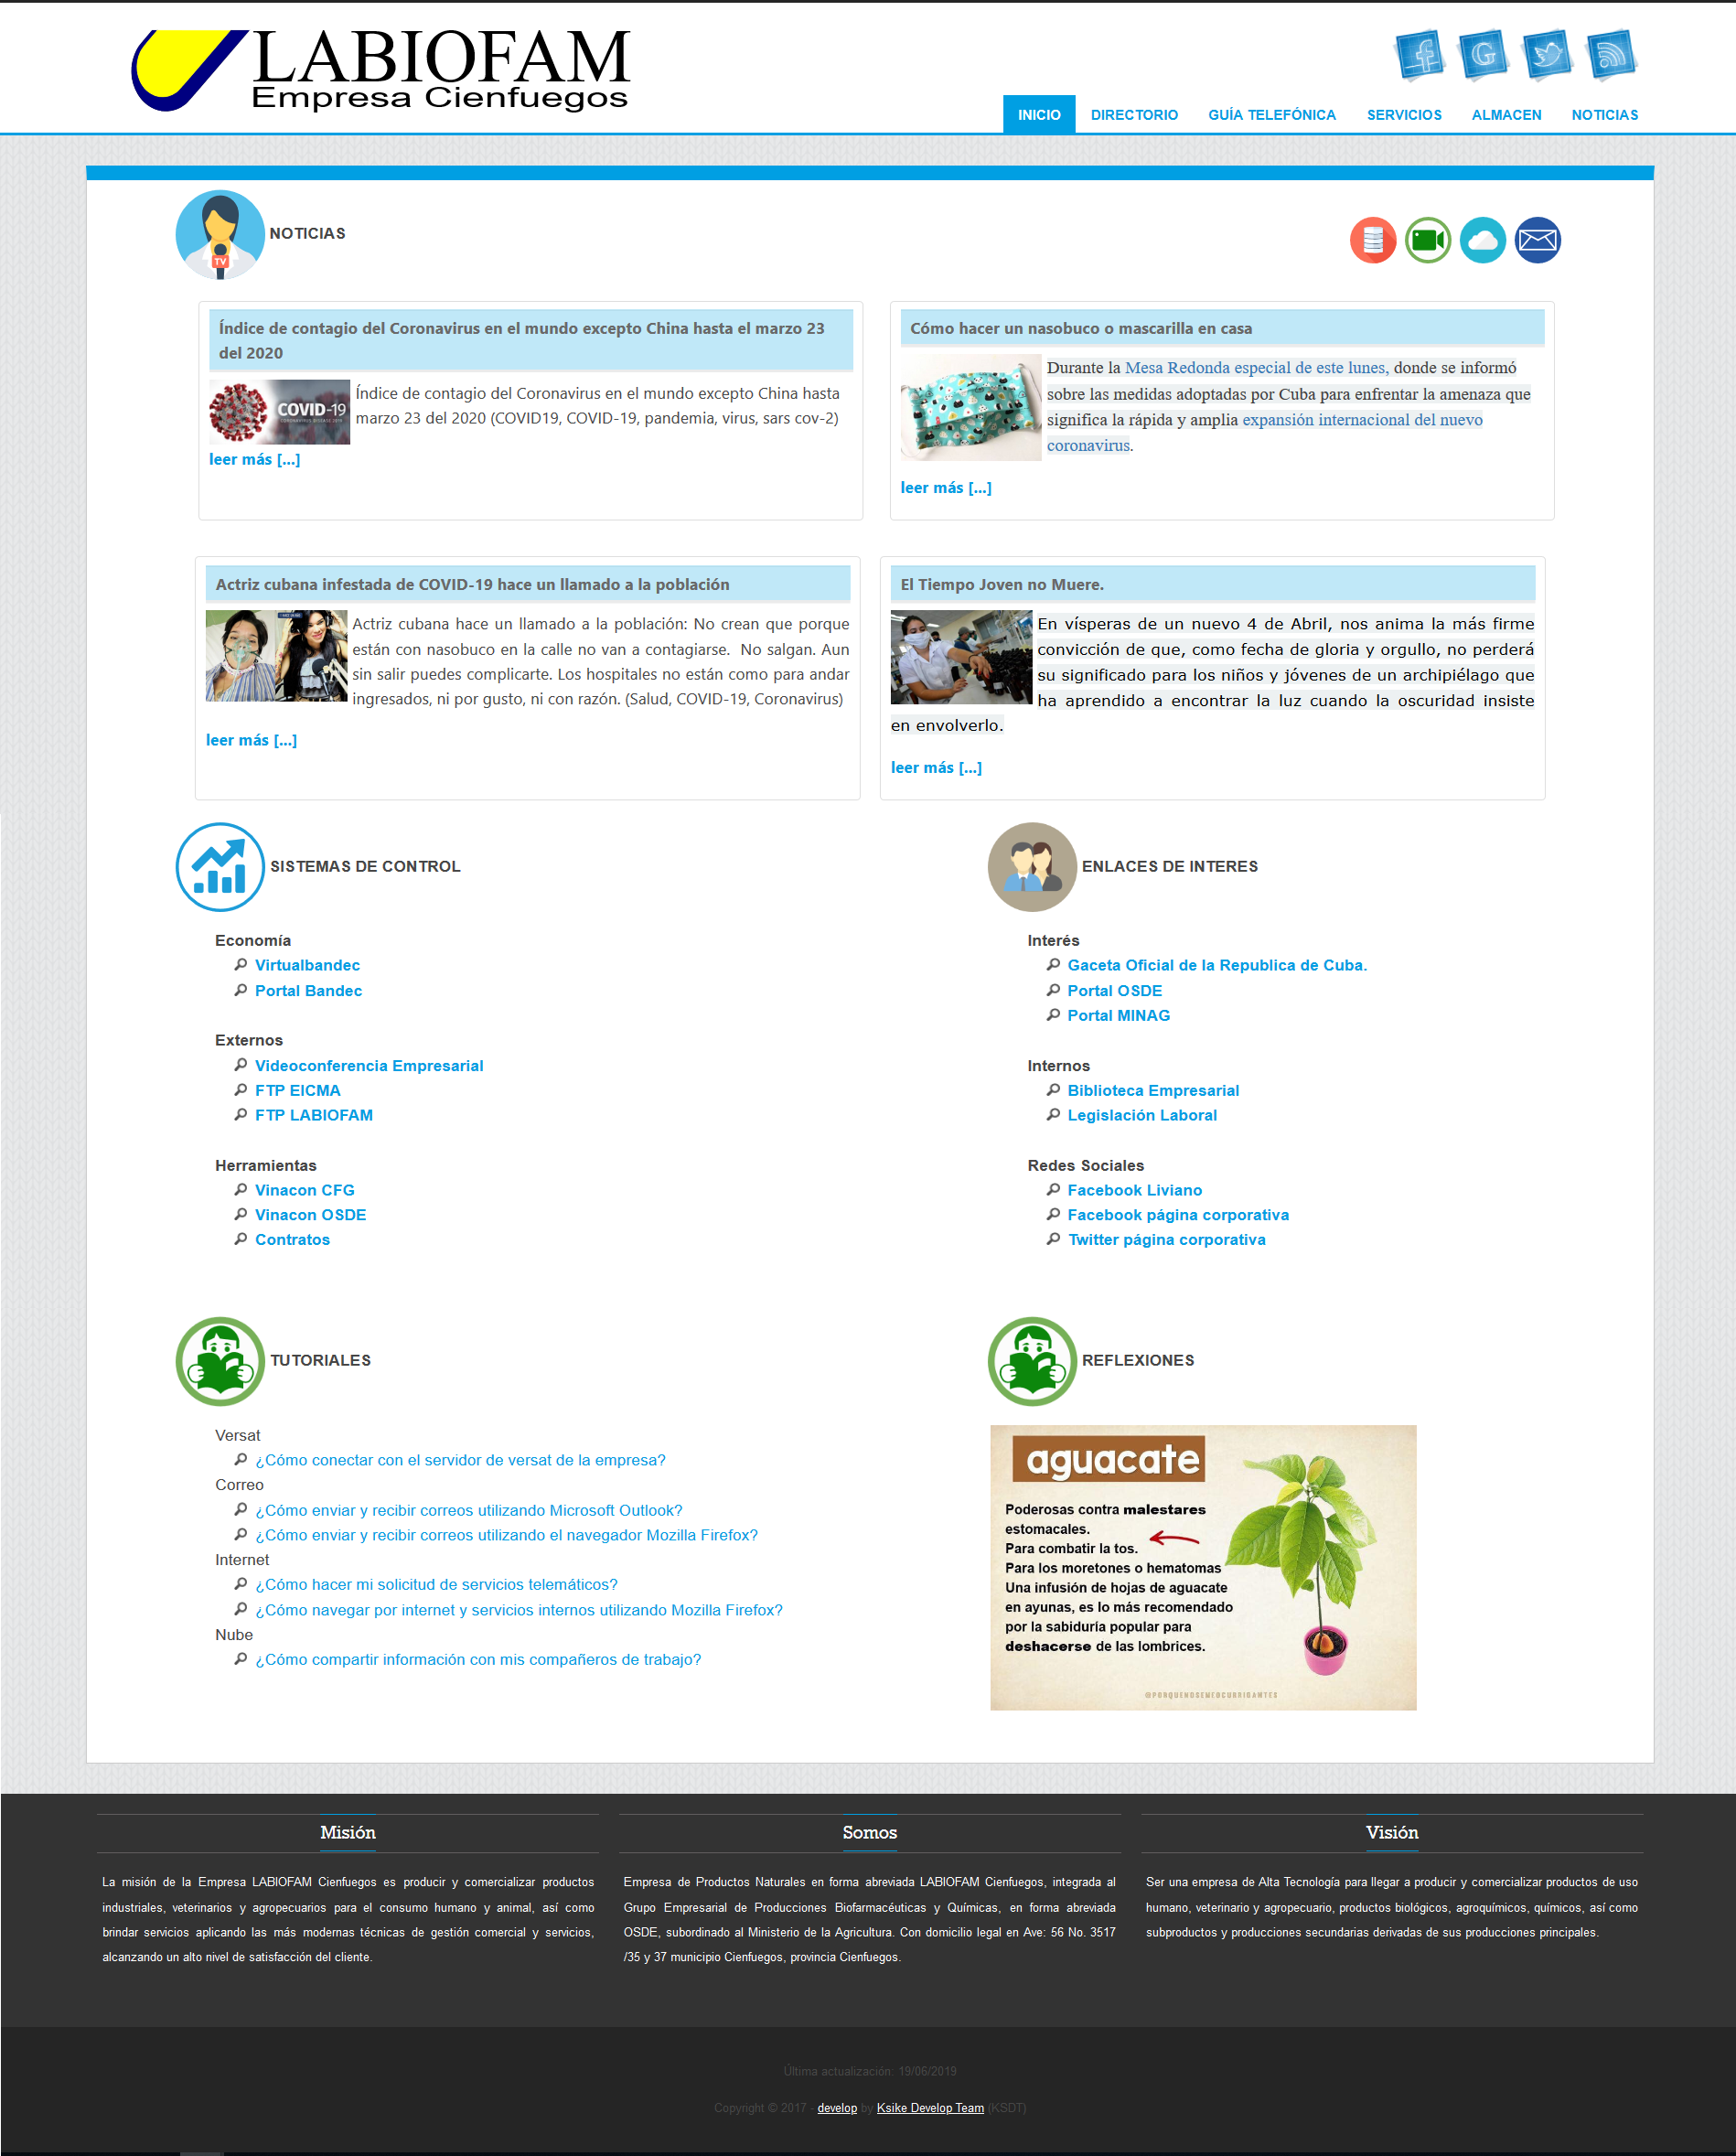 LABIOFAM
Empresa Cienfuegos
INICIO DIRECTORIO GUÍA TELEFÓNICA SERVICIOS ALMACEN NOTICIAS
TV
NOTICIAS
Índice de contagio del Coronavirus en el mundo excepto China hasta el marzo 23
del 2020
COVID-19
Índice de contagio del Coronavirus en el mundo excepto China hasta
marzo 23 del 2020 (COVID19, COVID-19, pandemia, virus, sars cov-2)
leer más [...]
Cómo hacer un nasobuco o mascarilla en casa
Durante la Mesa Redonda especial de este lunes, donde se informó
sobre las medidas adoptadas por Cuba para enfrentar la amenaza que
significa la rápida y amplia expansión internacional del nuevo
coronavirus.
leer más [...]
Actriz cubana infestada de COVID-19 hace un llamado a la población
Actriz cubana hace un llamado a la población: No crean que porque
están con nasobuco en la calle no van a contagiarse. No salgan. Aun
sin salir puedes complicarte. Los hospitales no están como para andar
ingresados, ni por gusto, ni con razón. (Salud, COVID-19, Coronavirus)
leer más [...]
El Tiempo Joven no Muere.
En vísperas de un nuevo 4 de Abril, nos anima la más firme
convicción de que, como fecha de gloria y orgullo, no perderá
su significado para los niños y jóvenes de un archipiélago que
ha aprendido a encontrar la luz cuando la oscuridad insiste
en envolverlo.
leer más [...]
SISTEMAS DE CONTROL
Economía
Virtualbandec
Portal Bandec
Externos
Videoconferencia Empresarial
FTP EICMA
FTP LABIOFAM
Herramientas
Vinacon CFG
Vinacon OSDE
Contratos
ENLACES DE INTERES
Interés
Gaceta Oficial de la Republica de Cuba.
Portal OSDE
Portal MINAG
Internos
Biblioteca Empresarial
Legislación Laboral
Redes Sociales
Facebook Liviano
Facebook página corporativa
Twitter página corporativa
TUTORIALES
Versat
¿Cómo conectar con el servidor de versat de la empresa?
Correo
¿Cómo enviar y recibir correos utilizando Microsoft Outlook?
¿Cómo enviar y recibir correos utilizando el navegador Mozilla Firefox?
Internet
¿Cómo hacer mi solicitud de servicios telemáticos?
¿Cómo navegar por internet y servicios internos utilizando Mozilla Firefox?
Nube
¿Cómo compartir información con mis compañeros de trabajo?
REFLEXIONES
aguacate
Poderosas contra malestares
estomacales.
Para combatir la tos.
Para los moretones o hematomas
Una infusión de hojas de aguacate
en ayunas, es lo más recomendado
por la sabiduría popular para
deshacerse de las lombrices.
Misión
La misión de la Empresa LABIOFAM Cienfuegos es producir y comercializar productos
industriales, veterinarios y agropecuarios para el consumo humano y animal, así como
brindar servicios aplicando las más modernas técnicas de gestión comercial y servicios,
alcanzando un alto nivel de satisfacción del cliente.
Somos
Empresa de Productos Naturales en forma abreviada LABIOFAM Cienfuegos, integrada al
Grupo Empresarial de Producciones Biofarmacéuticas y Químicas, en forma abreviada
OSDE, subordinado al Ministerio de la Agricultura. Con domicilio legal en Ave: 56 No. 3517
/35 y 37 municipio Cienfuegos, provincia Cienfuegos.
Visión
Ser una empresa de Alta Tecnología para llegar a producir y comercializar productos de uso
humano, veterinario y agropecuario, productos biológicos, agroquímicos, químicos, así como
subproductos y producciones secundarias derivadas de sus producciones principales.
Última actualización: 19/06/2019
Copyright © 2017 - develop by Ksike Develop Team (KSDT)